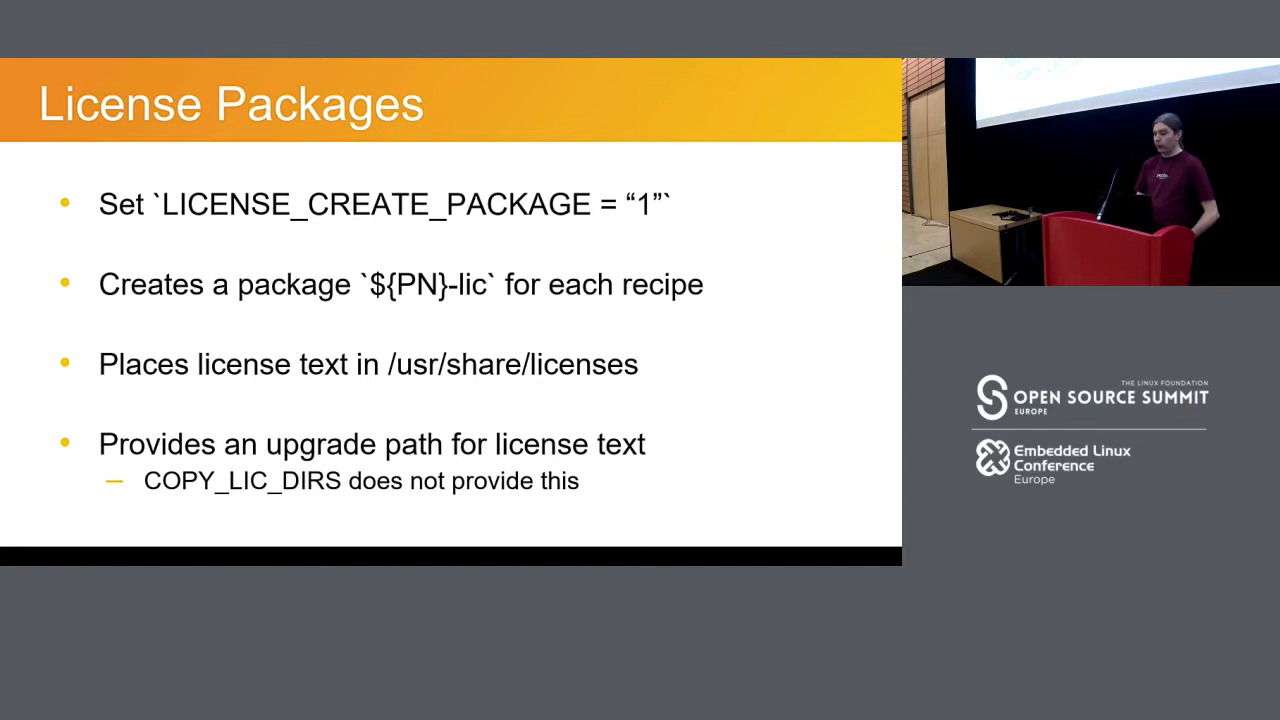 License Packages
Set `LICENSE_CREATE_PACKAGE = “1”`
Creates a package `${PN}-lic` for each recipe
Places license text in /usr/share/licenses
Provides an upgrade path for license text
COPY_LIC_DIRS does not provide this
THE LINUX FOUNDATION
OPEN SOURCE SUMMIT
EUROPE
Embedded Linux
Conference
Europe